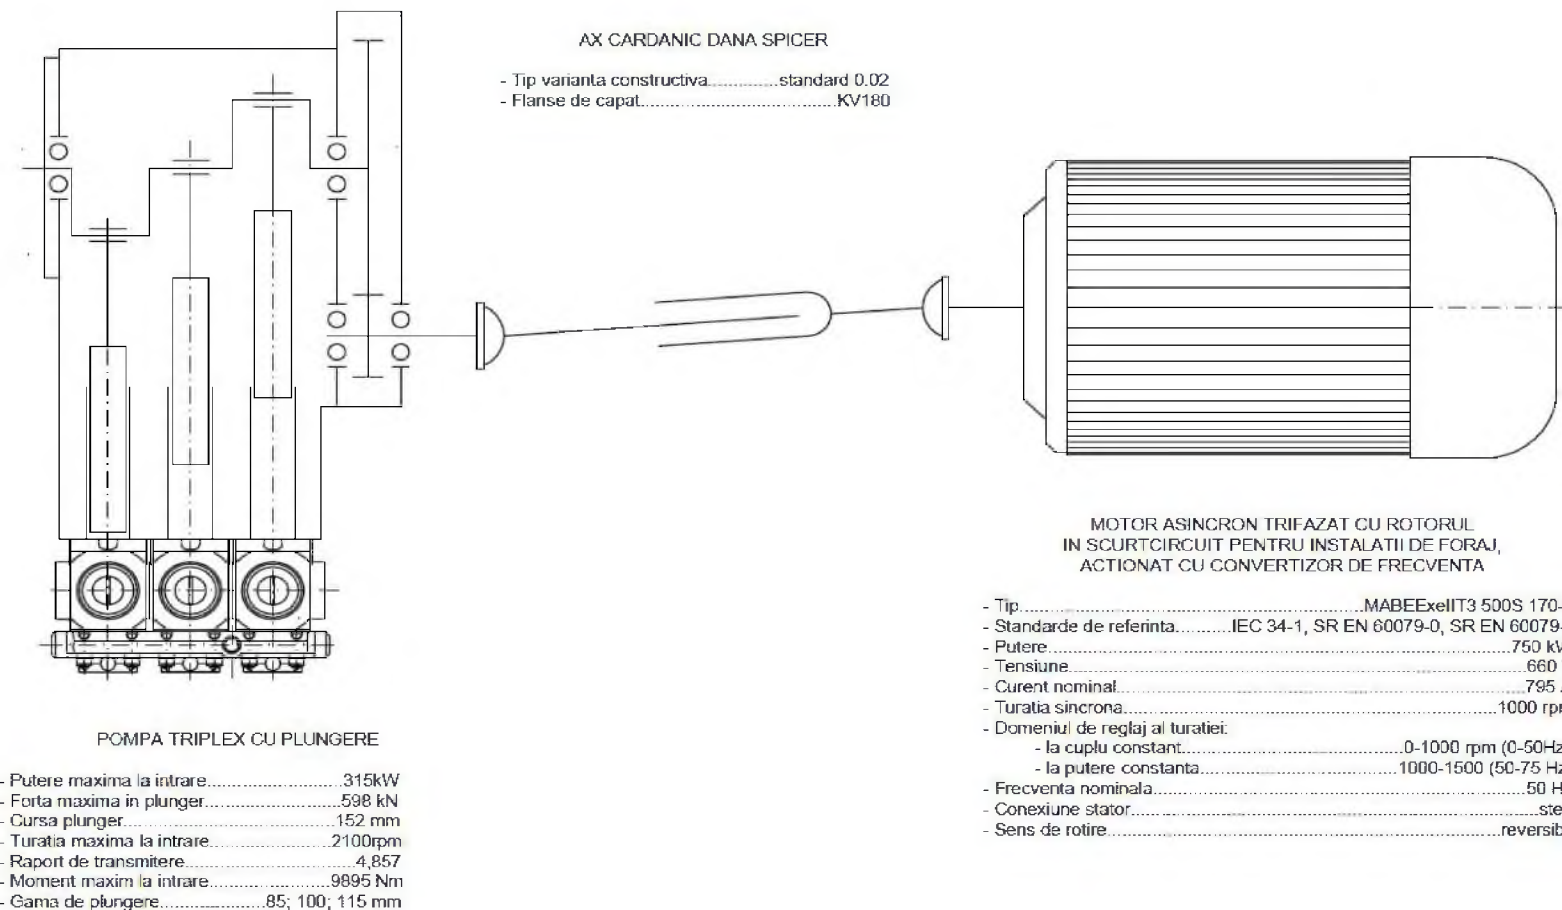 AX CARDANIC DANA SPICER
- Tip varianta constructiva.............standard 0.02
- Flanse de capat...................................KV180
MOTOR ASINCRON TRIFAZAT CU ROTORUL
IN SCURTCIRCUIT PENTRU INSTALATII DE FORAJ,
ACTIONAT CU CONVERTIZOR DE FRECVENTA
- Tip..............................................................MABEExeIIT3 500S 170-
- Standarde de referinta..........IEC 34-1, SR EN 60079-0, SR EN 60079-
- Putere....................................................................................750 kW
- Tensiune...................................................................................660
- Curent nominal.........................................................................795
- Turatia sincrona....................................................................1000 rpm
- Domeniul de reglaj al turatiei:
- la cuplu constant........................................0-1000 rpm (0-50Hz
- la putere constanta...................................1000-1500 (50-75 Hz
- Frecventa nominala..................................................................50 H
- Conexiune stator.........................................................................ste
- Sens de rotire.......................................................................reversib
POMPA TRIPLEX CU PLUNGERE
- Putere maxima la intrare........................315kW
- Forta maxima in plunger........................598 kN
- Cursa plunger......................................152 mm
- Turatia maxima la intrare......................2100rpm
- Raport de transmitere...............................4,857
- Moment maxim la intrare......................9895 Nm
- Gama de plungere...................85; 100; 115 mm